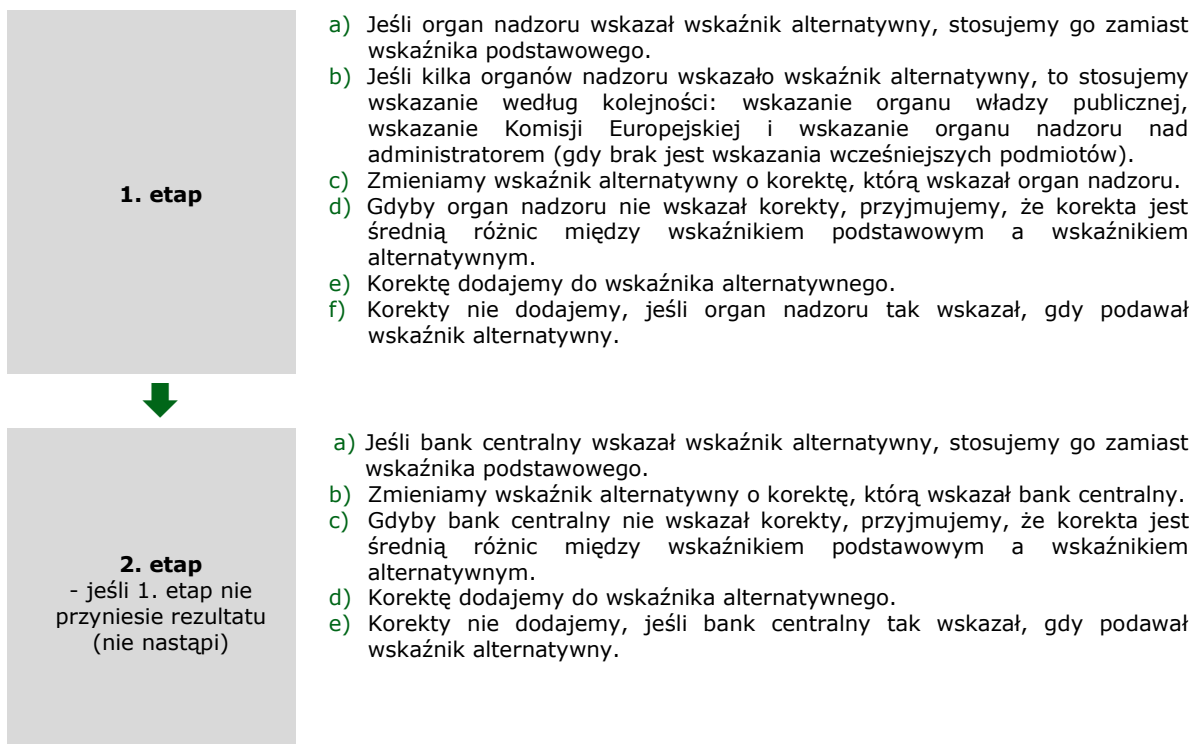 1. etap
a) Jeśli organ nadzoru wskazał wskaźnik alternatywny, stosujemy go zamiast
wskaźnika podstawowego.
b) Jeśli kilka organów nadzoru wskazało wskaźnik alternatywny, to stosujemy
wskazanie według kolejności: wskazanie organu władzy publicznej,
wskazanie Komisji Europejskiej i wskazanie organu nadzoru nad
administratorem (gdy brak jest wskazania wcześniejszych podmiotów).
c) Zmieniamy wskaźnik alternatywny o korektę, którą wskazał organ nadzoru.
d) Gdyby organ nadzoru nie wskazał korekty, przyjmujemy, że korekta jest
średnią różnic między wskaźnikiem podstawowym a wskaźnikiem
alternatywnym.
e) Korektę dodajemy do wskaźnika alternatywnego.
f) Korekty nie dodajemy, jeśli organ nadzoru tak wskazał, gdy podawał
wskaźnik alternatywny.
2. etap
- jeśli 1. etap nie
przyniesie rezultatu
(nie nastąpi)
a) Jeśli bank centralny wskazał wskaźnik alternatywny, stosujemy go zamiast
wskaźnika podstawowego.
b) Zmieniamy wskaźnik alternatywny o korektę, którą wskazał bank centralny.
c) Gdyby bank centralny nie wskazał korekty, przyjmujemy, że korekta jest
średnią różnic między wskaźnikiem podstawowym a wskaźnikiem
alternatywnym.
d) Korektę dodajemy do wskaźnika alternatywnego.
e) Korekty nie dodajemy, jeśli bank centralny tak wskazał, gdy podawał
wskaźnik alternatywny.